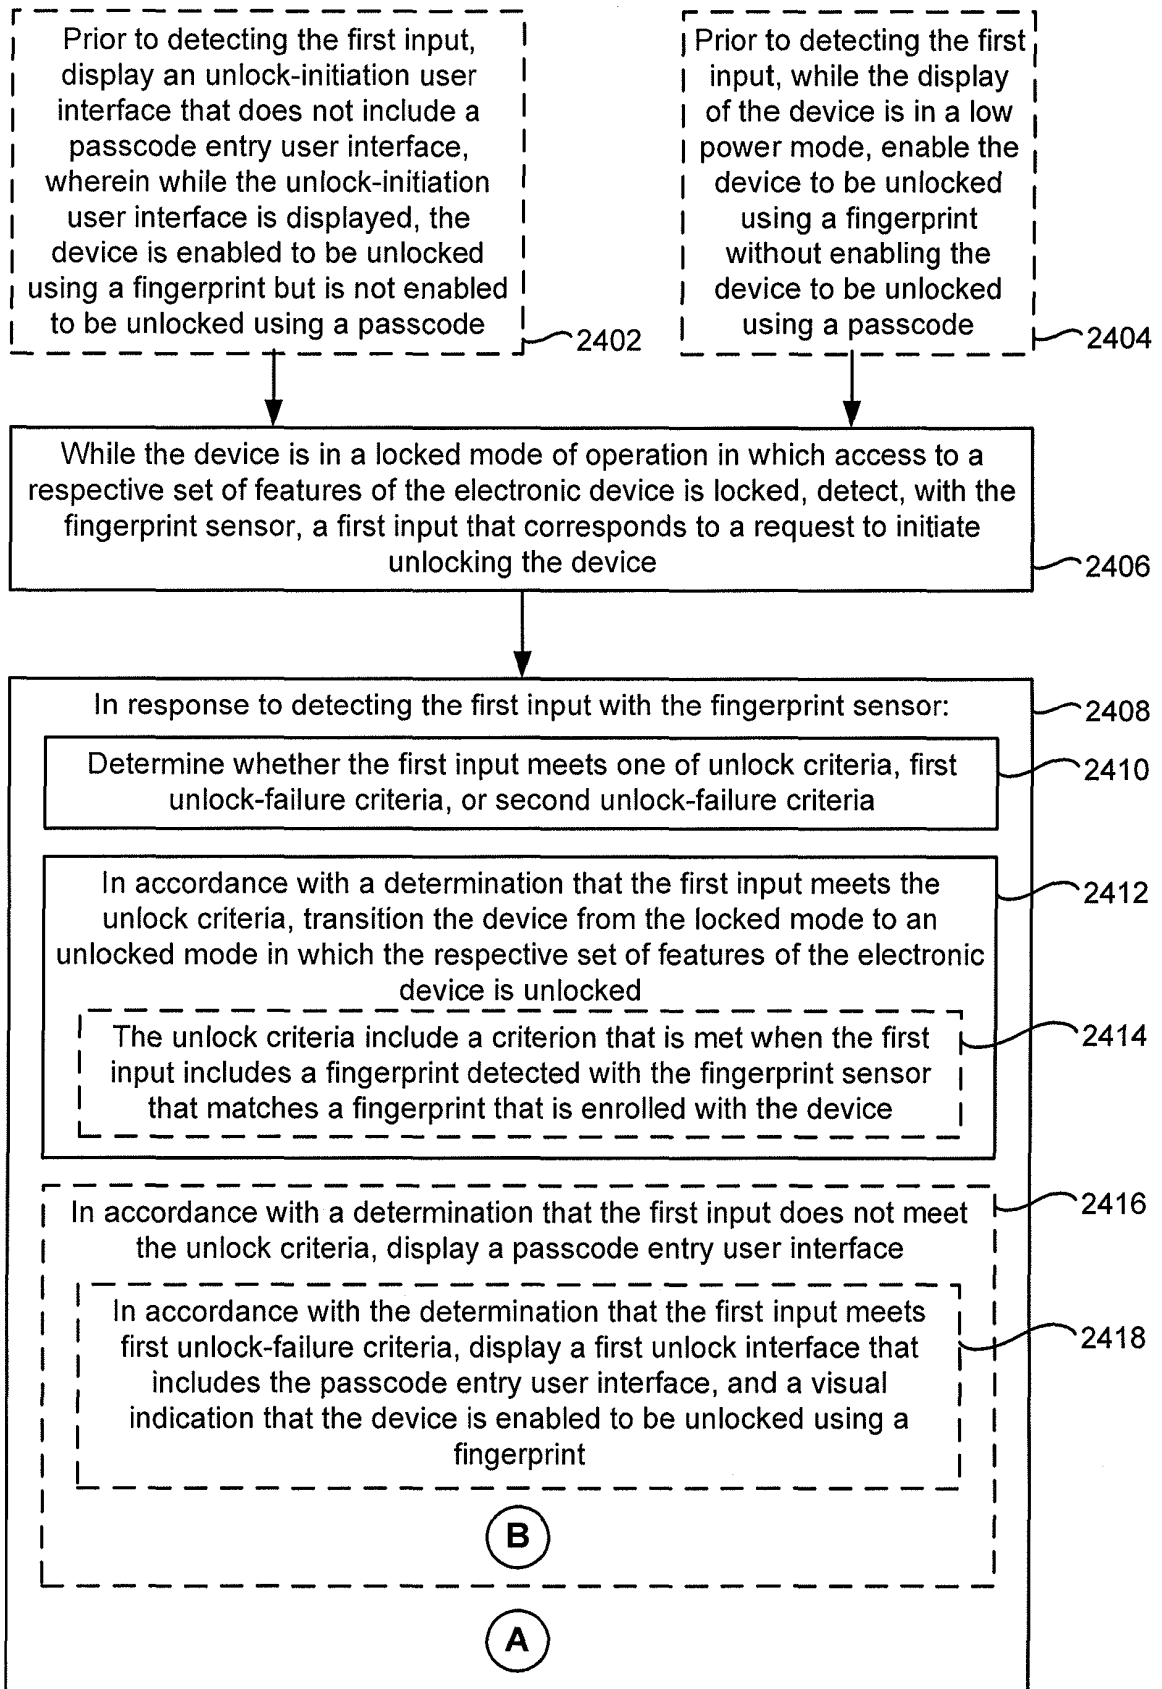 Prior to detecting the first input,
display an unlock-initiation user
interface that does not include a
passcode entry user interface,
wherein while the unlock-initiation
user interface is displayed, the
device is enabled to be unlocked
using a fingerprint but is not enabled
to be unlocked using a passcode
2402
Prior to detecting the first
input, while the display
of the device is in a low
power mode, enable the
device to be unlocked
using a fingerprint
without enabling the
device to be unlocked
using a passcode
2404
While the device is in a locked mode of operation in which access to a
respective set of features of the electronic device is locked, detect, with the
fingerprint sensor, a first input that corresponds to a request to initiate
unlocking the device
2406
In response to detecting the first input with the fingerprint sensor:
2408
Determine whether the first input meets one of unlock criteria, first
unlock-failure criteria, or second unlock-failure criteria
2410
In accordance with a determination that the first input meets the
unlock criteria, transition the device from the locked mode to an
unlocked mode in which the respective set of features of the electronic
device is unlocked
2412
The unlock criteria include a criterion that is met when the first
input includes a fingerprint detected with the fingerprint sensor
that matches a fingerprint that is enrolled with the device
2414
In accordance with a determination that the first input does not meet
the unlock criteria, display a passcode entry user interface
2416
In accordance with the determination that the first input meets
first unlock-failure criteria, display a first unlock interface that
includes the passcode entry user interface, and a visual
indication that the device is enabled to be unlocked using a
fingerprint
2418
B
A